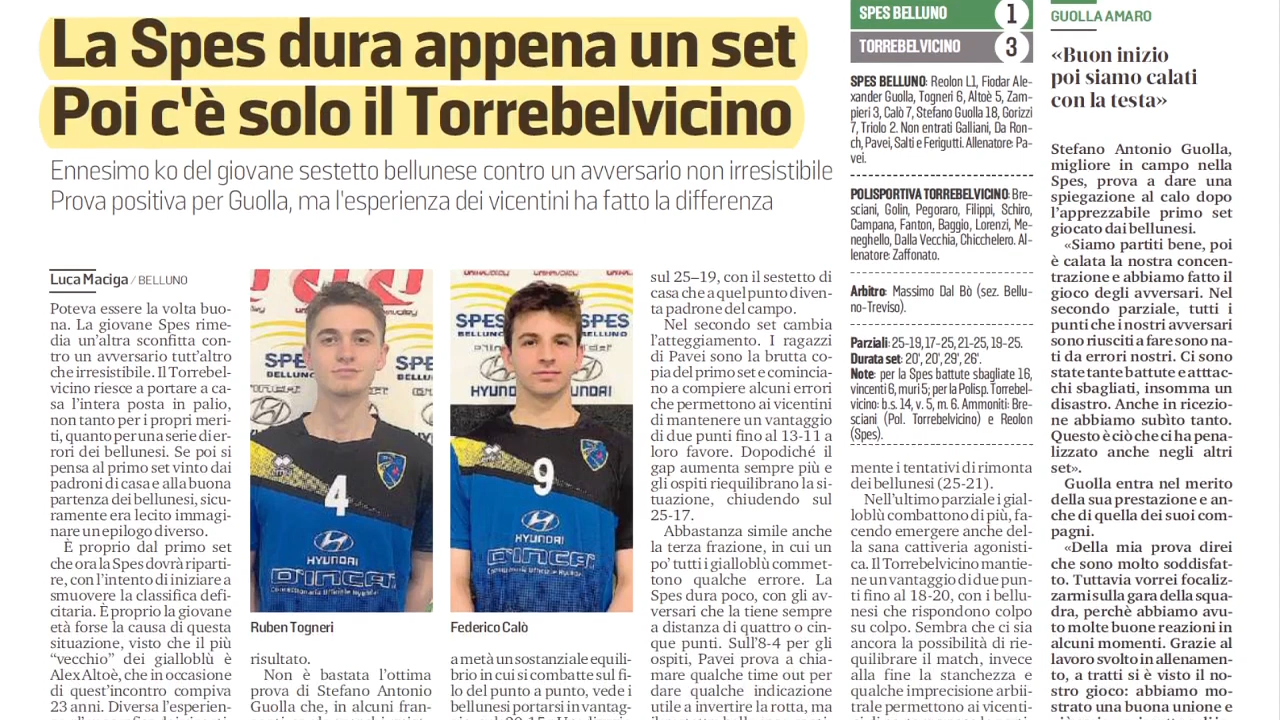 La Spes dura appena un set
Poi c'è solo il Torrebelvicino
Ennesimo ko del giovane sestetto bellunese contro un avversario non irresistibile
Prova positiva per Guolla, ma l'esperienza dei vicentini ha fatto la differenza
Luca Maciga / BELLUNO
Poteva essere la volta buo-
na. La giovane Spes rime-
dia un'altra sconfitta con-
tro un avversario tutt'altro
che irresistibile. Il Torrebel-
vicino riesce a portare a ca-
sa l'intera posta in palio,
non tanto per i propri meri-
ti, quanto per una serie di er-
rori dei bellunesi. Se poi si
pensa al primo set vinto dai
padroni di casa e alla buona
partenza dei bellunesi, sicu-
ramente era lecito immagi-
nare un epilogo diverso.
È proprio dal primo set
che ora la Spes dovrà riparti-
re, con l'intento di iniziare a
smuovere la classifica defi-
citaria. È proprio la giovane
età forse la causa di questa
situazione, visto che il più
“vecchio” dei gialloblù è
Alex Altoè, che in occasione
di quest'incontro compiva
23 anni. Diversa l'esperien-
SPES
BELLUNO
HYUNDAI
4
HYUNDAI
D'INCA'
Concessionaria Ufficiale Hyundai
Ruben Togneri
risultato.
Non è bastata l'ottima
prova di Stefano Antonio
Guolla che, in alcuni fran-
SPES
BELLUNO
SPES
BELLUNO
HYUNDAI
9
HYUNDAI
D'INCA'
Concessionaria Ufficiale Hyundai
Federico Calò
a metà un sostanziale equili-
brio in cui si combatte sul fi-
lo del punto a punto, vede i
bellunesi portarsi in vantag-
sul 25–19, con il sestetto di
casa che a quel punto diven-
ta padrone del campo.
Nel secondo set cambia
l'atteggiamento. I ragazzi
di Pavei sono la brutta co-
pia del primo set e comincia-
no a compiere alcuni errori
che permettono ai vicentini
di mantenere un vantaggio
di due punti fino al 13-11 a
loro favore. Dopodiché il
gap aumenta sempre più e
gli ospiti riequilibrano la si-
tuazione, chiudendo sul
25-17.
Abbastanza simile anche
la terza frazione, in cui un
po' tutti i gialloblù commet-
tono qualche errore. La
Spes dura poco, con gli av-
versari che la tiene sempre
a distanza di quattro o cin-
que punti. Sull'8-4 per gli
ospiti, Pavei prova a chia-
mare qualche time out per
dare qualche indicazione
utile a invertire la rotta, ma
SPES BELLUNO 1
TORREBELVICINO 3
SPES BELLUNO: Reolon L1, Fiodar Ale-
xander Guolla, Togneri 6, Altoè 5, Zam-
pieri 3, Calò 7, Stefano Guolla 18, Gorizzi
7, Triolo 2. Non entrati Galliani, Da Ron-
ch, Pavei, Salti e Ferigutti. Allenatore: Pa-
vei.
POLISPORTIVA TORREBELVICINO: Bre-
sciani, Golin, Pegoraro, Filippi, Schiro,
Campana, Fanton, Baggio, Lorenzi, Me-
neghello, Dalla Vecchia, Chicchelero. Al-
lenatore: Zaffonato.
Arbitro: Massimo Dal Bò (sez. Bellu-
no-Treviso).
Parziali: 25-19, 17-25, 21-25, 19-25.
Durata set: 20', 20', 29', 26'.
Note: per la Spes battute sbagliate 16,
vincenti 6, muri 5; per la Polisp. Torrebel-
vicino: b.s. 14, v. 5, m. 6. Ammoniti: Bre-
sciani (Pol. Torrebelvicino) e Reolon
(Spes).
mente i tentativi di rimonta
dei bellunesi (25-21).
Nell'ultimo parziale i gial-
loblù combattono di più, fa-
cendo emergere anche del-
la sana cattiveria agonisti-
ca. Il Torrebelvicino mantie-
ne un vantaggio di due pun-
ti fino al 18-20, con i bellu-
nesi che rispondono colpo
su colpo. Sembra che ci sia
ancora la possibilità di rie-
quilibrare il match, invece
alla fine la stanchezza e
qualche imprecisione arbii-
trale permettono ai vicenti-
GUOLLA AMARO
«Buon inizio
poi siamo calati
con la testa»
Stefano Antonio Guolla,
migliore in campo nella
Spes, prova a dare una
spiegazione al calo dopo
l'apprezzabile primo set
giocato dai bellunesi.
«Siamo partiti bene, poi
è calata la nostra concen-
trazione e abbiamo fatto il
gioco degli avversari. Nel
secondo parziale, tutti i
punti che i nostri avversari
sono riusciti a fare sono na-
ti da errori nostri. Ci sono
state tante battute e attac-
chi sbagliati, insomna un
disastro. Anche in ricezio-
ne abbiamo subìto tanto.
Questo è ciò che ci ha pena-
lizzato anche negli altri
set».
Guolla entra nel merito
della sua prestazione e an-
che di quella dei suoi com-
pagni.
«Della mia prova direi
che sono molto soddisfat-
to. Tuttavia vorrei focaliz-
zarmi sulla gara della squa-
dra, perchè abbiamo avu-
to molte buone reazioni in
alcuni momenti. Grazie al
lavoro svolto in allenamen-
to, a tratti si è visto il no-
stro gioco: abbiamo mo-
strato una buona unione e